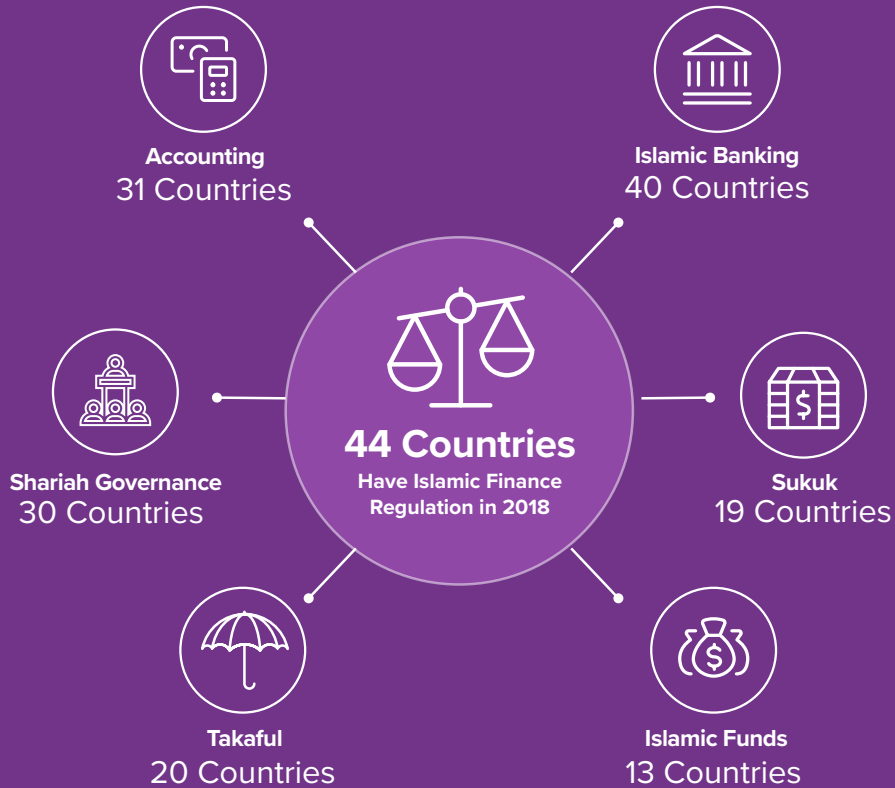 Accounting
31 Countries
Islamic Banking
40 Countries
44 Countries
Have Islamic Finance
Regulation in 2018
Shariah Governance
30 Countries
$
Sukuk
19 Countries
Takaful
20 Countries
$
Islamic Funds
13 Countries